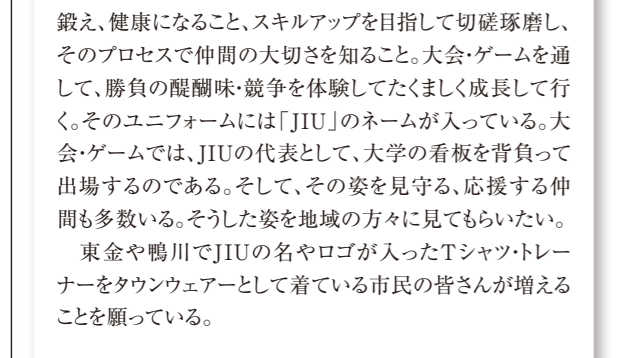 鍛え、健康になること、スキルアップを目指して切磋琢磨し、
そのプロセスで仲間の大切さを知ること。大会・ゲームを通
して、勝負の醍醐味・競争を体験してたくましく成長して行
く。そのユニフォームには「JIU」のネームが入っている。大
会・ゲームでは、JIUの代表として、大学の看板を背負って
出場するのである。そして、その姿を見守る、応援する仲
間も多数いる。そうした姿を地域の方々に見てもらいたい。
　東金や鴨川でJIUの名やロゴが入ったTシャツ・トレー
ナーをタウンウェアーとして着ている市民の皆さんが増える
ことを願っている。